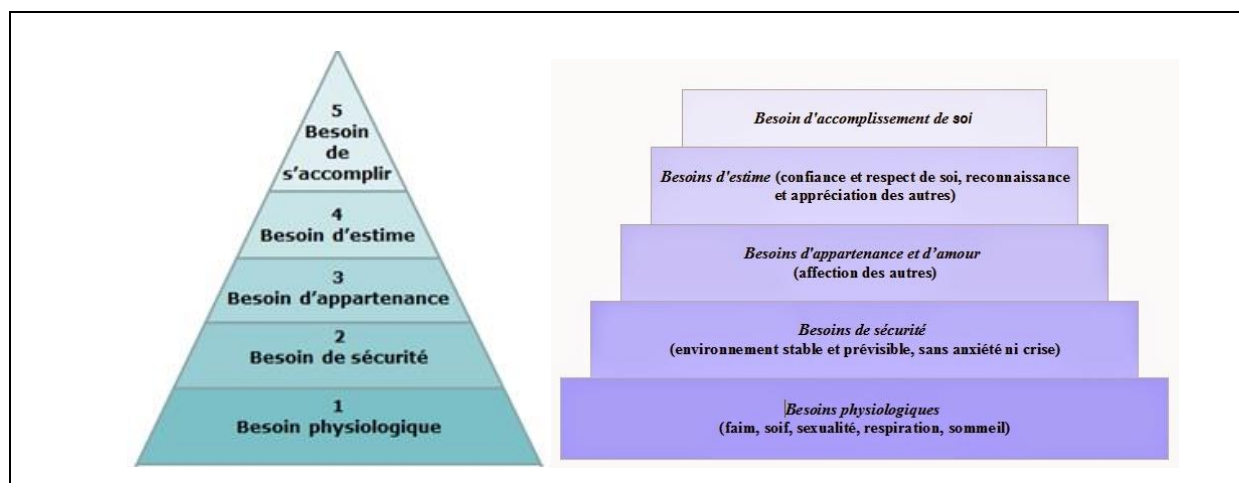 5
Besoin
de
s'accomplir
4
Besoin d'estime
3
Besoin d'appartenance
2
Besoin de sécurité
1
Besoin physiologique
Besoin d'accomplissement de soi
Besoins d'estime (confiance et respect de soi, reconnaissance
et appréciation des autres)
Besoins d'appartenance et d'amour
(affection des autres)
Besoins de sécurité
(environnement stable et prévisible, sans anxiété ni crise)
Besoins physiologiques
(faim, soif, sexualité, respiration, sommeil)